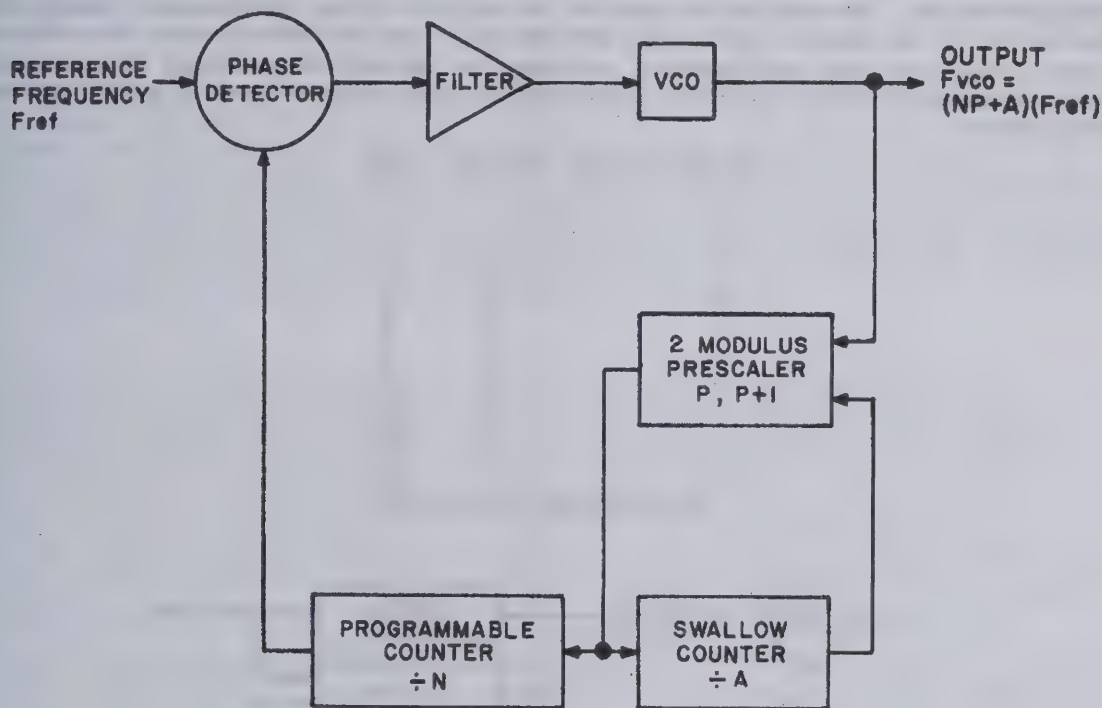 REFERENCE
FREQUENCY
Fref
PHASE
DETECTOR
FILTER
VCO
OUTPUT
Fvco =
(NP+A)(Fref)
2 MODULUS
PRESCALER
P, P+1
PROGRAMMABLE
COUNTER
÷N
SWALLOW
COUNTER
÷A